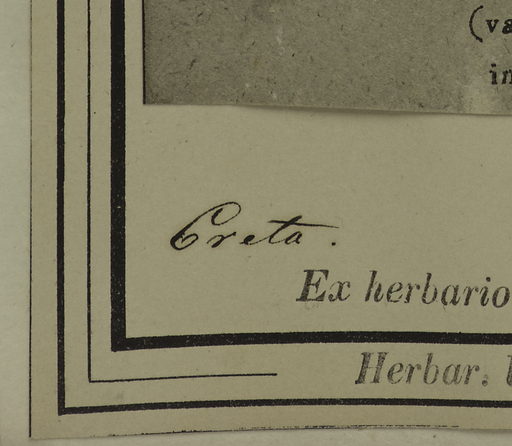 (va
in
Creta.
Ex herbario
Herbar.